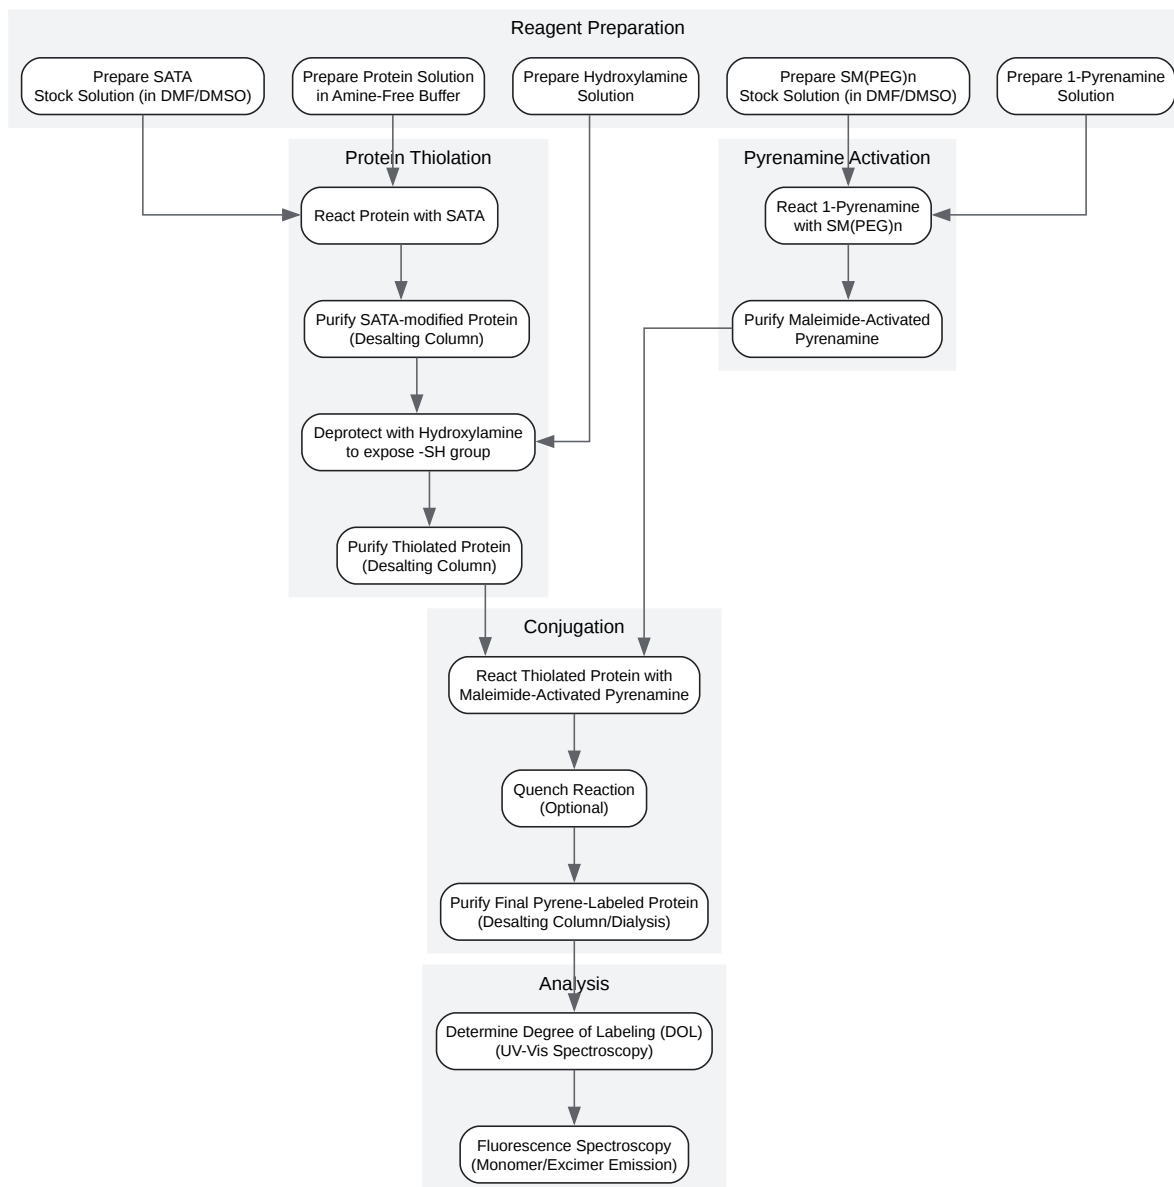 Reagent Preparation
Prepare SATA
Stock Solution (in DMF/DMSO)
Prepare Protein Solution
in Amine-Free Buffer
Prepare Hydroxylamine
Solution
Prepare SM(PEG)n
Stock Solution (in DMF/DMSO)
Prepare 1-Pyrenamine
Solution
Protein Thiolation
React Protein with SATA
Purify SATA-modified Protein
(Desalting Column)
Deprotect with Hydroxylamine
to expose -SH group
Purify Thiolated Protein
(Desalting Column)
Pyrenamine Activation
React 1-Pyrenamine
with SM(PEG)n
Purify Maleimide-Activated
Pyrenamine
Conjugation
React Thiolated Protein with
Maleimide-Activated Pyrenamine
Quench Reaction
(Optional)
Purify Final Pyrene-Labeled Protein
(Desalting Column/Dialysis)
Analysis
Determine Degree of Labeling (DOL)
(UV-Vis Spectroscopy)
Fluorescence Spectroscopy
(Monomer/Excimer Emission)